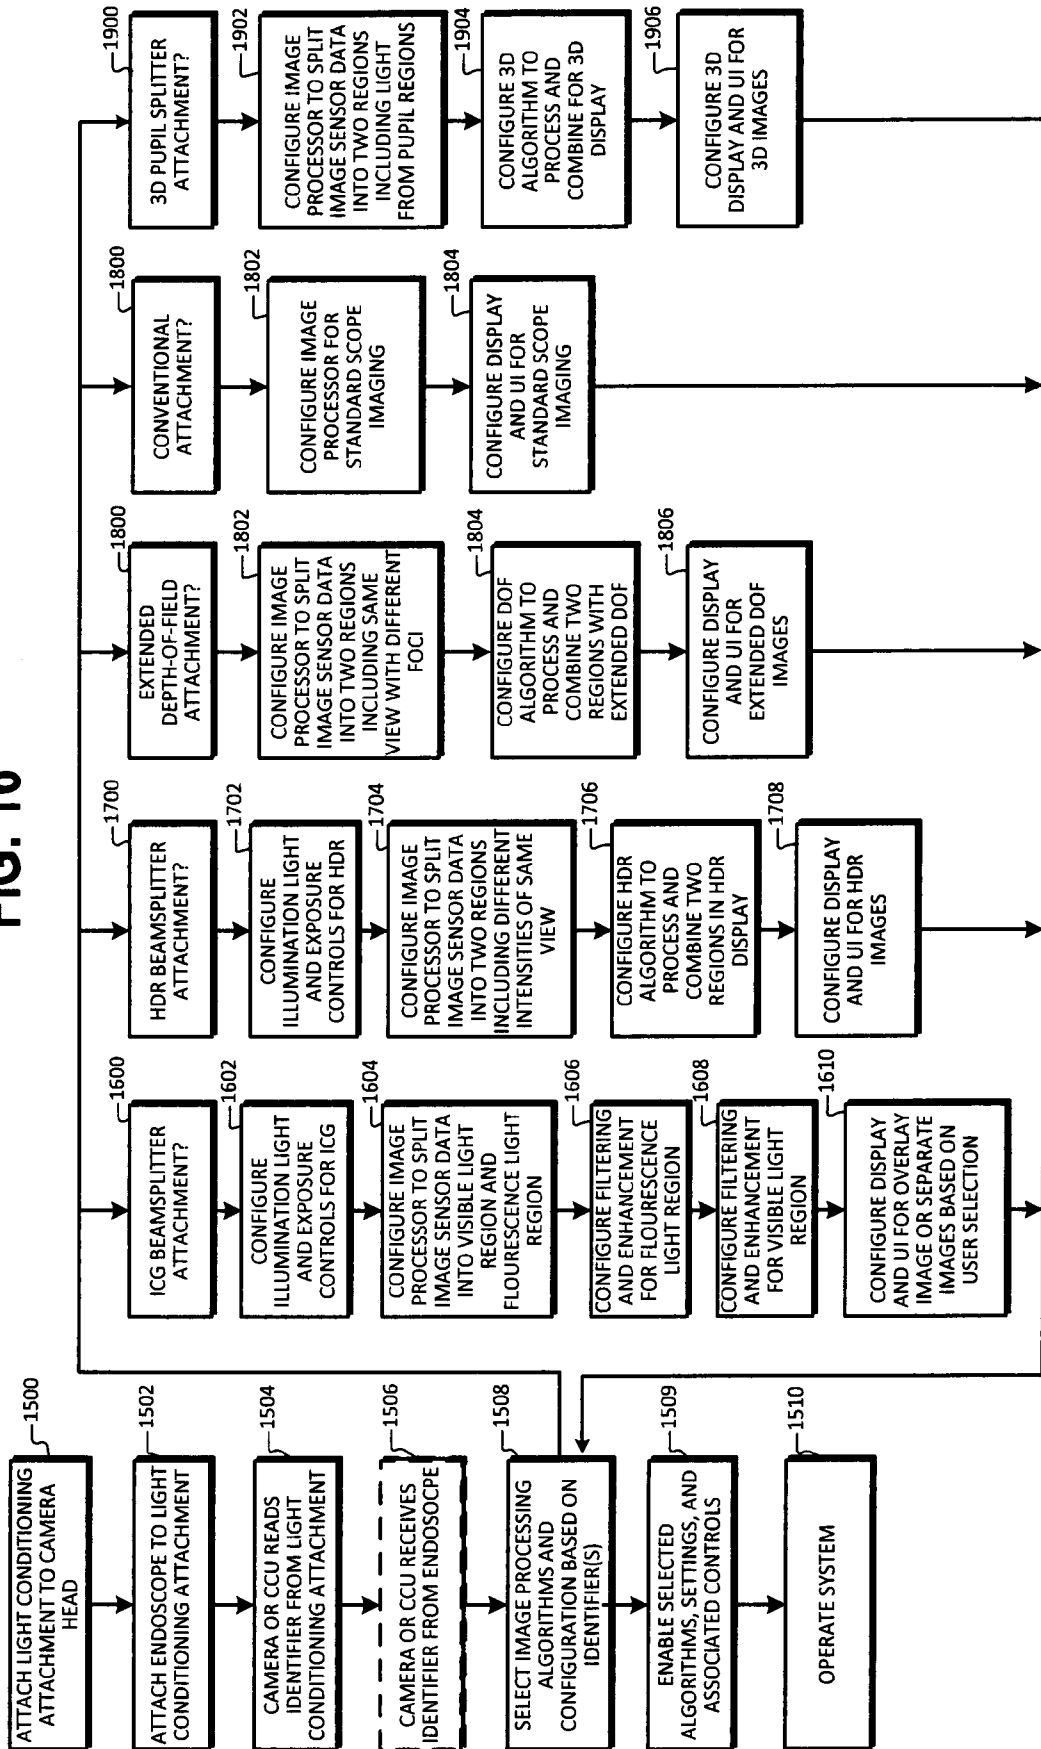 FIG. 16
1500
ATTACH LIGHT CONDITIONING
ATTACHMENT TO CAMERA
HEAD
1502
ATTACH ENDOSCOPE TO LIGHT
CONDITIONING ATTACHMENT
1504
CAMERA OR CCU READS
IDENTIFIER FROM LIGHT
CONDITIONING ATTACHMENT
1506
CAMERA OR CCU RECEIVES
IDENTIFIER FROM ENDOSOCPE
1508
SELECT IMAGE PROCESSING
ALGORITHMS AND
CONFIGURATION BASED ON
IDENTIFIER(S)
1509
ENABLE SELECTED
ALGORITHMS, SETTINGS, AND
ASSOCIATED CONTROLS
1510
OPERATE SYSTEM
1600
ICG BEAMSPLITTER
ATTACHMENT?
1602
CONFIGURE
ILLUMINATION LIGHT
AND EXPOSURE
CONTROLS FOR ICG
1604
CONFIGURE IMAGE
PROCESSOR TO SPLIT
IMAGE SENSOR DATA
INTO VISIBLE LIGHT
REGION AND
FLOURESCENCE LIGHT
REGION
1606
CONFIGURE FILTERING
AND ENHANCEMENT
FOR FLOURESCENCE
LIGHT REGION
1608
CONFIGURE FILTERING
AND ENHANCEMENT
FOR VISIBLE LIGHT
REGION
1610
CONFIGURE DISPLAY
AND UI FOR OVERLAY
IMAGE OR SEPARATE
IMAGES BASED ON
USER SELECTION
1700
HDR BEAMSPLITTER
ATTACHMENT?
1702
CONFIGURE
ILLUMINATION LIGHT
AND EXPOSURE
CONTROLS FOR HDR
1704
CONFIGURE IMAGE
PROCESSOR TO SPLIT
IMAGE SENSOR DATA
INTO TWO REGIONS
INCLUDING DIFFERENT
INTENSITIES OF SAME
VIEW
1706
CONFIGURE HDR
ALGORITHM TO
PROCESS AND
COMBINE TWO
REGIONS IN HDR
DISPLAY
1708
CONFIGURE DISPLAY
AND UI FOR HDR
IMAGES
1800
EXTENDED
DEPTH-OF-FIELD
ATTACHMENT?
1802
CONFIGURE IMAGE
PROCESSOR TO SPLIT
IMAGE SENSOR DATA
INTO TWO REGIONS
INCLUDING SAME
VIEW WITH DIFFERENT
FOCI
1804
CONFIGURE DOF
ALGORITHM TO
PROCESS AND
COMBINE TWO
REGIONS WITH
EXTENDED DOF
1806
CONFIGURE DISPLAY
AND UI FOR
EXTENDED DOF
IMAGES
1800
CONVENTIONAL
ATTACHMENT?
1802
CONFIGURE IMAGE
PROCESSOR FOR
STANDARD SCOPE
IMAGING
1804
CONFIGURE DISPLAY
AND UI FOR
STANDARD SCOPE
IMAGING
1900
3D PUPIL SPLITTER
ATTACHMENT?
1902
CONFIGURE IMAGE
PROCESSOR TO SPLIT
IMAGE SENSOR DATA
INTO TWO REGIONS
INCLUDING LIGHT
FROM PUPIL REGIONS
1904
CONFIGURE 3D
ALGORITHM TO
PROCESS AND
COMBINE FOR 3D
DISPLAY
1906
CONFIGURE 3D
DISPLAY AND UI FOR
3D IMAGES